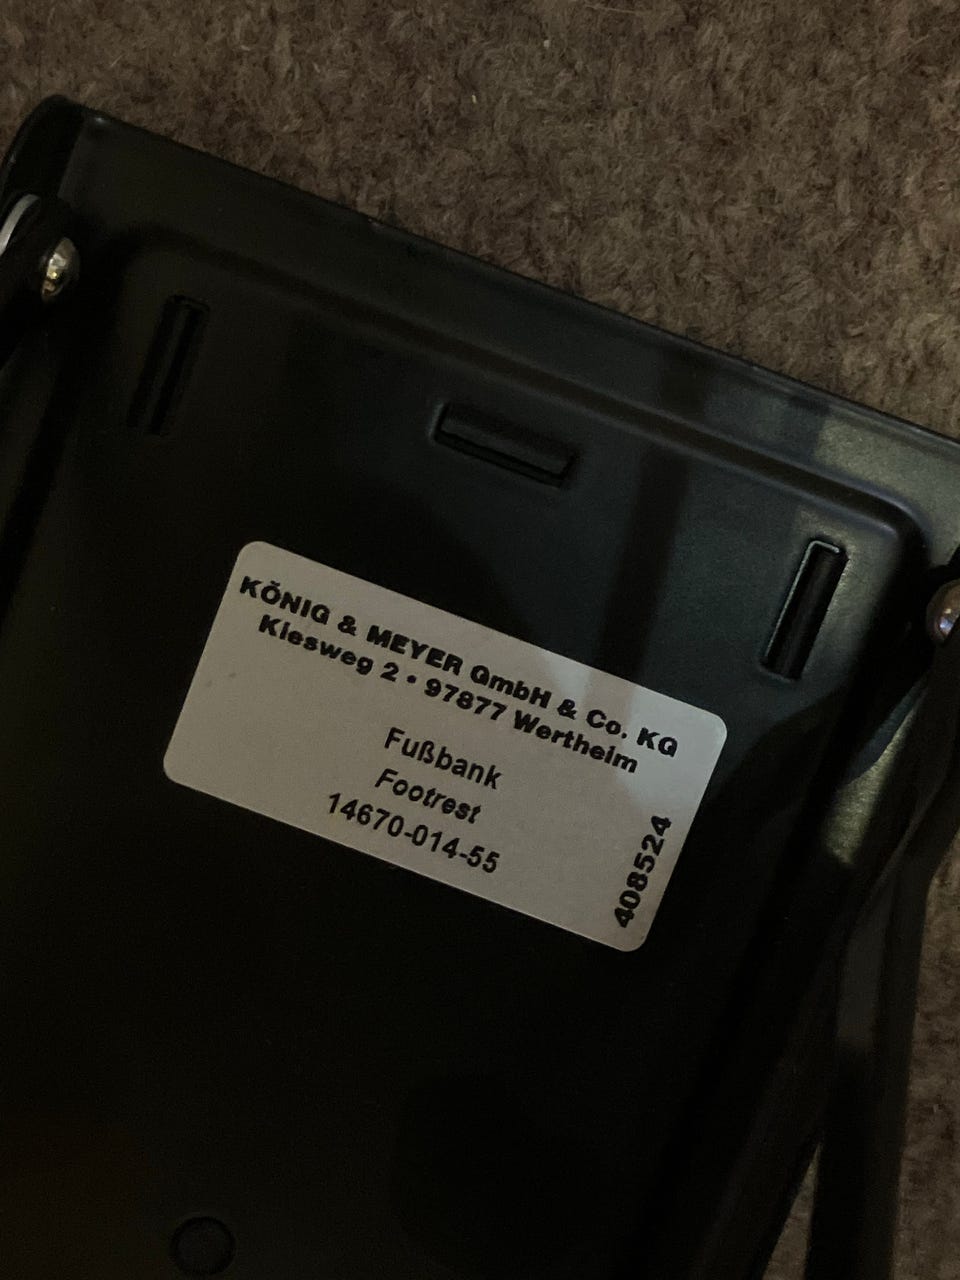 KÖNIG & MEYER GmbH & Co. KG
Kiesweg 2 • 97877 Wertheim
Fußbank
Footrest
14670-014-55
408524